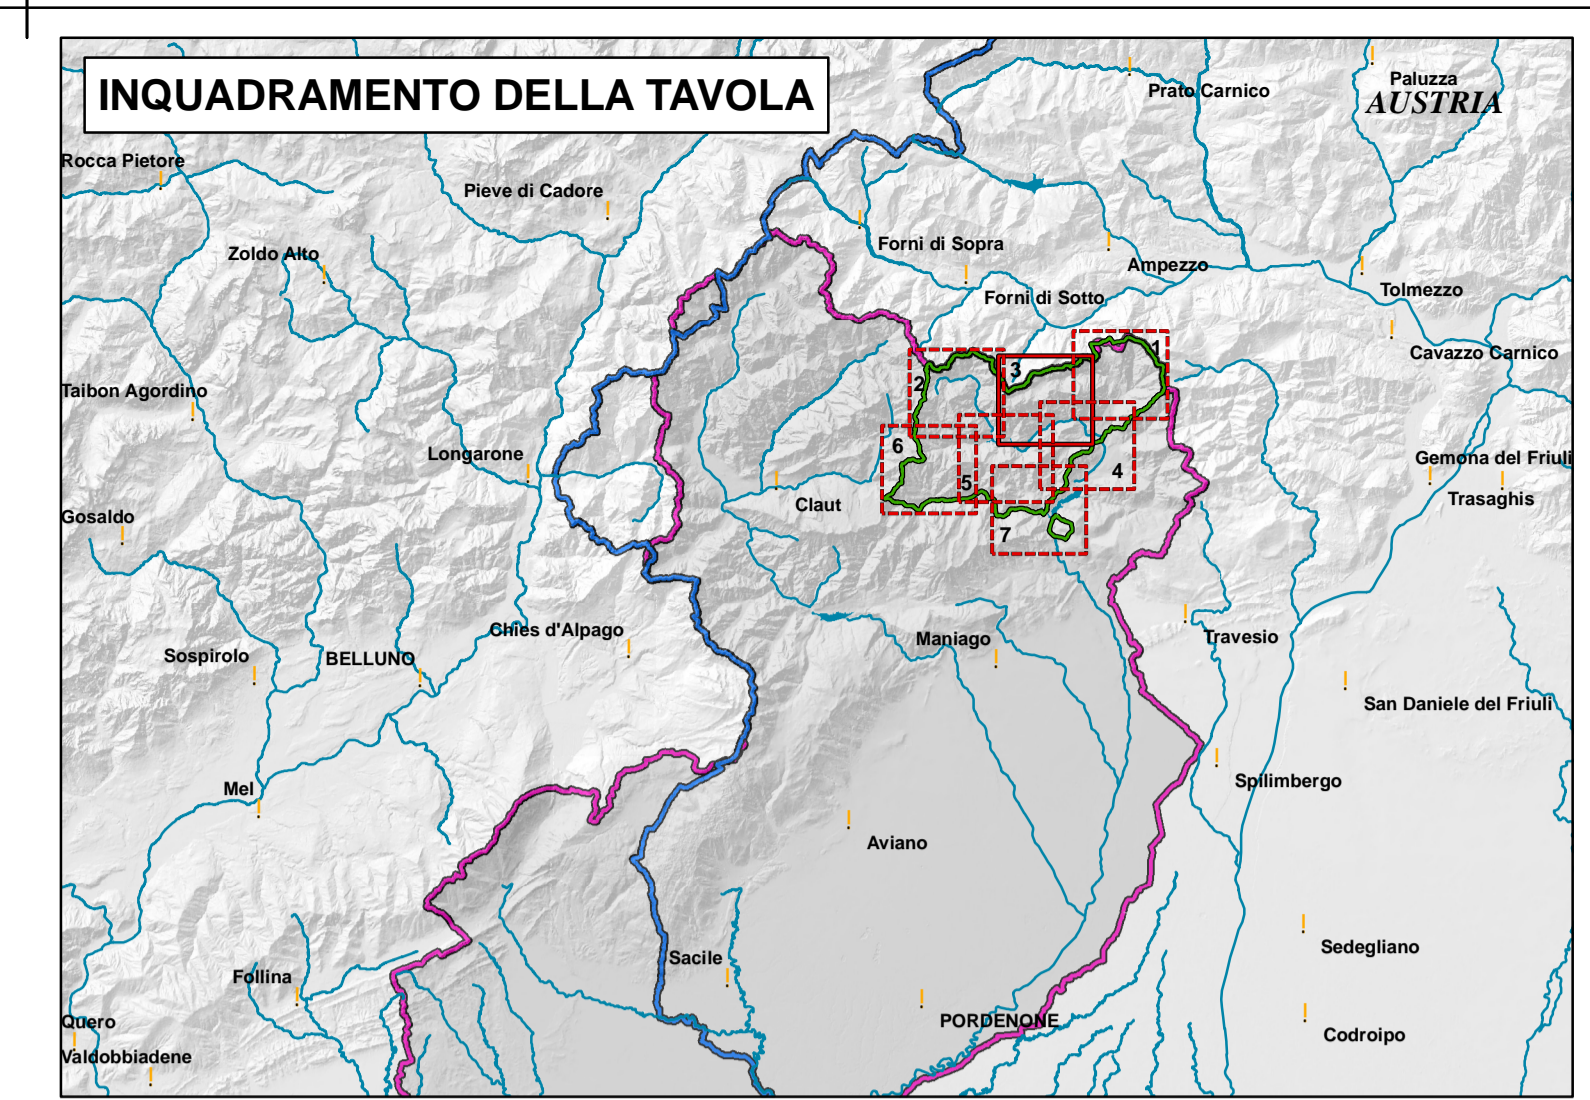 INQUADRAMENTO DELLA TAVOLA
Paluzza
Prato Carnico
AUSTRIA
Rocca Pietore
Pieve di Cadore
Forni di Sopra
Zoldo Alto
Ampezzo
Tolmezzo
Forni di Sotto
1
Cavazzo Carnico
3
2
Taibon Agordino
6
Longarone
Gemona del Friuli
4
5
Trasaghis
Claut
Gosaldo
7
Chies d'Alpago
Maniago
Travesio
Sospirolo
BELLUNO
San Daniele del Friuli
Spilimbergo
Mel
Aviano
Sedegliano
Sacile
Follina
Quero
PORDENONE
Codroipo
Valdobbiadene